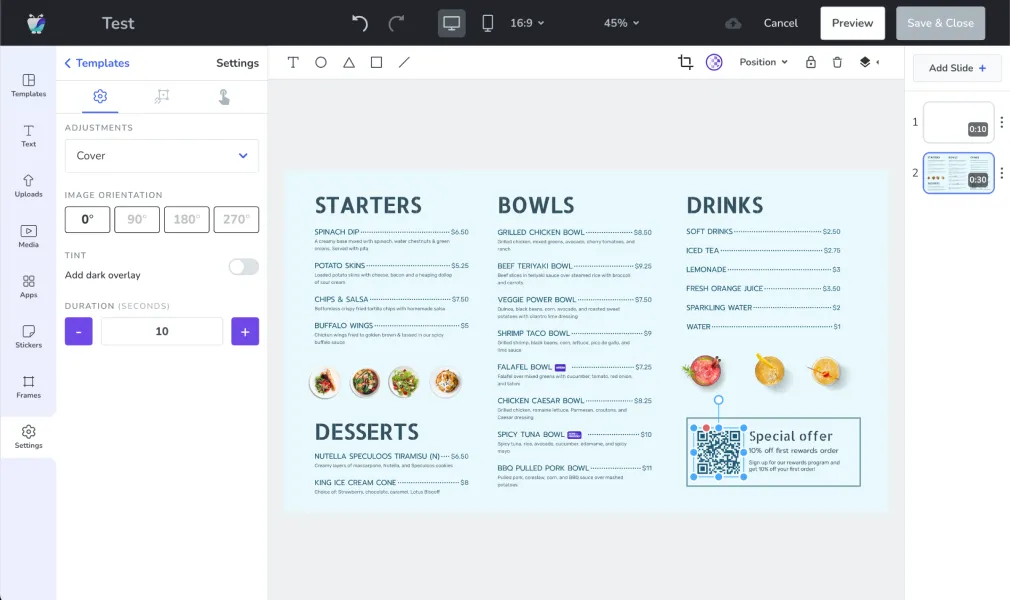 Test
16:9
45%
Cancel
Preview
Save & Close
Templates
Text
Uploads
Media
Apps
Stickers
Frames
Settings
Templates
Settings
ADJUSTMENTS
Cover
IMAGE ORIENTATION
0°
90°
180°
270°
TINT
Add dark overlay
DURATION (SECONDS)
-
10
+
T
Position
STARTERS
SPINACH DIP $6.50
A creamy base mixed with spinach, water chestnuts & green
onions. Served with pita
POTATO SKINS $5.25
Loaded potato skins with cheese, bacon and a heaping dollop
of sour cream
CHIPS & SALSA $7.50
Bottomless crispy fried tortilla chips with homemade salsa
BUFFALO WINGS $5
Chicken wings fried to golden brown & tossed in our spicy
buffalo sauce
DESSERTS
NUTELLA SPECULOOS TIRAMISU (N) $6.50
Creamy layers of mascarpone, Nutella, and Speculoos cookies
KING ICE CREAM CONE $8
Choice of: Strawberry, chocolate, caramel, Lotus Biscoff
BOWLS
GRILLED CHICKEN BOWL $8.50
Grilled chicken, mixed greens, avocado, cherry tomatoes, and
ranch
BEEF TERIYAKI BOWL $9.25
Beef slices in teriyaki sauce over steamed rice with broccoli
and carrots
VEGGIE POWER BOWL $7.50
Quinoa, black beans, corn, avocado, and roasted sweet
potatoes with cilantro lime dressing
SHRIMP TACO BOWL $9
Grilled shrimp, black beans, corn, lettuce, pico de gallo, and
lime sauce
FALAFEL BOWL $7.25
Falafel over mixed greens with cucumber, tomato, red onion,
and tahini
CHICKEN CAESAR BOWL $8.25
Grilled chicken, romaine lettuce, Parmesan, croutons, and
Caesar dressing
SPICY TUNA BOWL $10
Spicy tuna, rice, avocado, cucumber, edamame, and spicy
mayo
BBQ PULLED PORK BOWL $11
Pulled pork, coleslaw, corn, and BBQ sauce over mashed
potatoes
DRINKS
SOFT DRINKS $2.50
ICED TEA $2.75
LEMONADE $3
FRESH ORANGE JUICE $3.50
SPARKLING WATER $2
WATER $1
Special offer
10% off first rewards order
Sign up for our rewards program and
get 10% off your first order!
Add Slide +
1
0:10
2
STARTERS
BOWLS
DRINKS
0:30